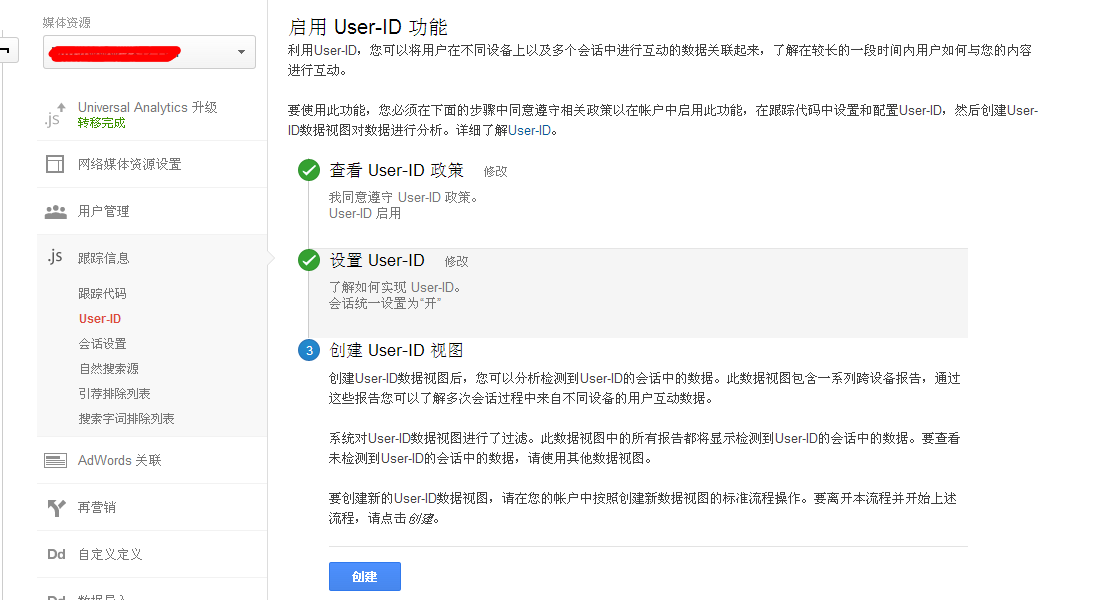 媒体资源
Universal Analytics 升级
.js
转移完成
网络媒体资源设置
用户管理
.js 跟踪信息
跟踪代码
User-ID
会话设置
自然搜索源
引荐排除列表
搜索字词排除列表
AdWords 关联
再营销
Dd 自定义定义
启用 User-ID 功能
利用User-ID，您可以将用户在不同设备上以及多个会话中进行互动的数据关联起来，了解在较长的一段时间内用户如何与您的内容
进行互动。
要使用此功能，您必须在下面的步骤中同意遵守相关政策以在帐户中启用此功能，在跟踪代码中设置和配置User-ID，然后创建User-
ID数据视图对数据进行分析。详细了解User-ID。
查看 User-ID 政策 修改
我同意遵守 User-ID 政策。
User-ID 启用
设置 User-ID 修改
了解如何实现 User-ID。
会话统一设置为“开”
3 创建 User-ID 视图
创建User-ID数据视图后，您可以分析检测到User-ID的会话中的数据。此数据视图包含一系列跨设备报告，通过
这些报告您可以了解多次会话过程中来自不同设备的用户互动数据。
系统对User-ID数据视图进行了过滤。此数据视图中的所有报告都将显示检测到User-ID的会话中的数据。要查看
未检测到User-ID的会话中的数据，请使用其他数据视图。
要创建新的User-ID数据视图，请在您的帐户中按照创建新数据视图的标准流程操作。要离开本流程并开始上述
流程，请点击创建。
创建